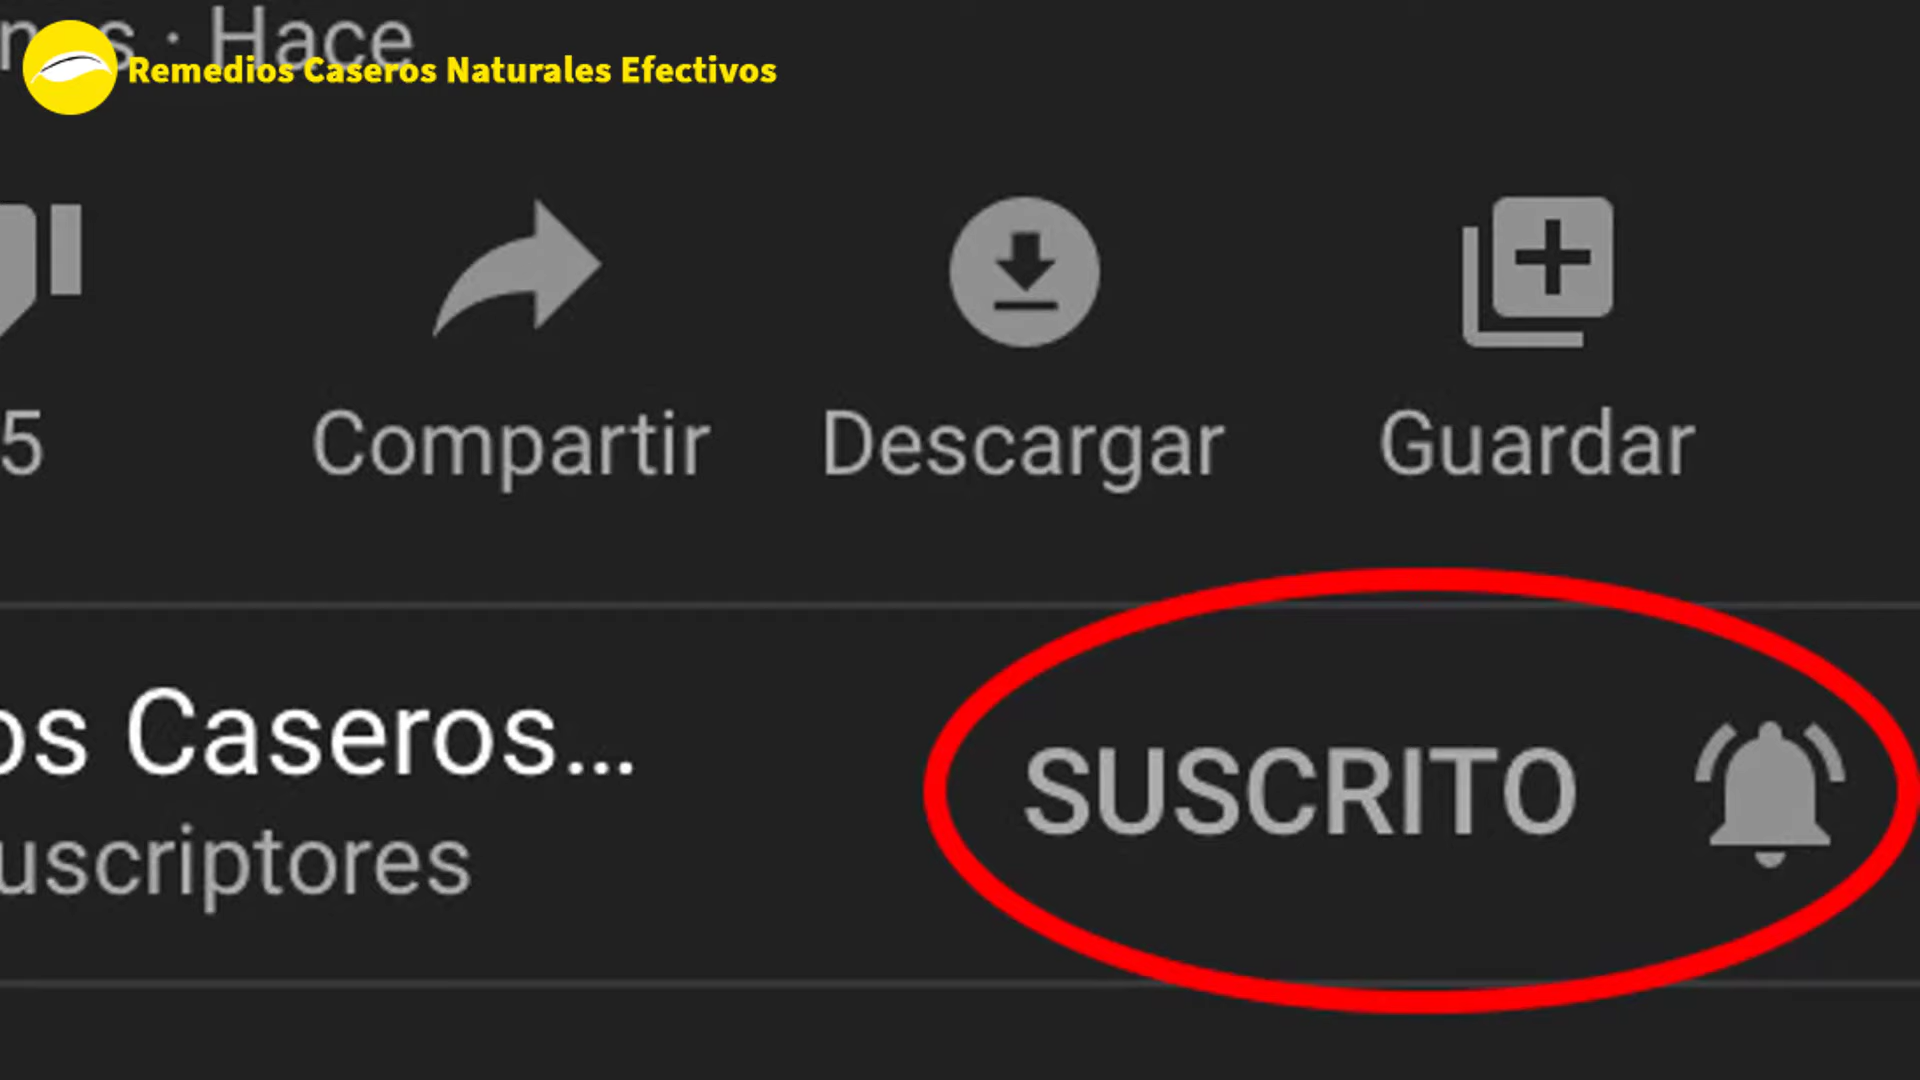 · Hace
Remedios Caseros Naturales Efectivos
5
Compartir
Descargar
Guardar
os Caseros...
SUSCRITO
uscriptores